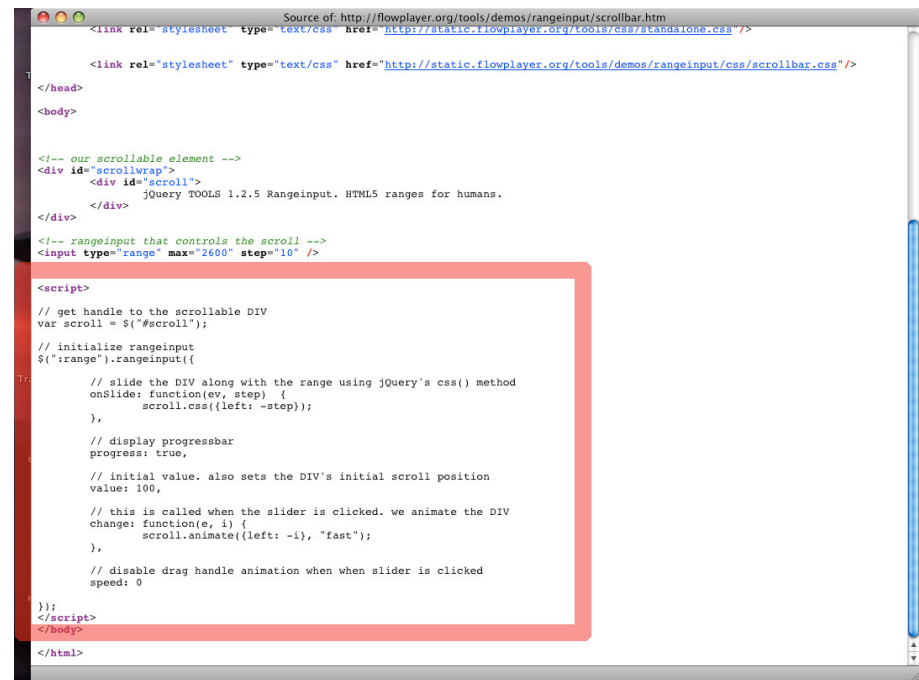 Source of: http://flowplayer.org/tools/demos/rangeinput/scrollbar.htm
<link rel="stylesheet" type="text/css" href="http://static.flowplayer.org/tools/css/standalone.css"/>
<link rel="stylesheet" type="text/css" href="http://static.flowplayer.org/tools/demos/rangeinput/css/scrollbar.css"/>
</head>
<body>
<!-- our scrollable element -->
<div id="scrollwrap">
<div id="scroll">
jQuery TOOLS 1.2.5 Rangeinput. HTML5 ranges for humans.
</div>
</div>
<!-- rangeinput that controls the scroll -->
<input type="range" max="2600" step="10" />
<script>
// get handle to the scrollable DIV
var scroll = $("#scroll");
// initialize rangeinput
$(":range").rangeinput({
// slide the DIV along with the range using jQuery's css() method
onSlide: function(ev, step)  {
scroll.css({left: -step});
},
// display progressbar
progress: true,
// initial value. also sets the DIV's initial scroll position
value: 100,
// this is called when the slider is clicked. we animate the DIV
change: function(e, i) {
scroll.animate({left: -i}, "fast");
},
// disable drag handle animation when when slider is clicked
speed: 0
});
</script>
</body>
</html>